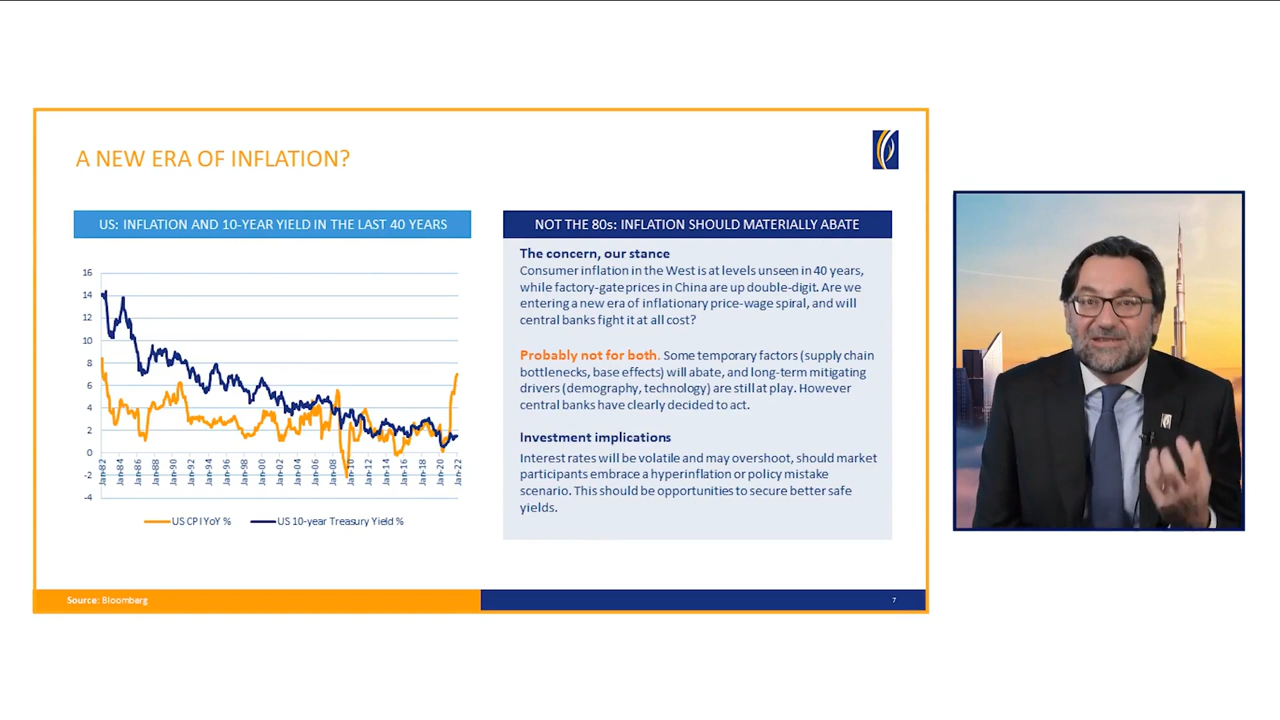 A NEW ERA OF INFLATION?
US: INFLATION AND 10-YEAR YIELD IN THE LAST 40 YEARS
16
14
12
10
8
6
4
2
0
-2
-4
Jan-82
Jan-84
Jan-86
Jan-88
Jan-90
Jan-92
Jan-94
Jan-96
Jan-98
Jan-00
Jan-02
Jan-04
Jan-06
Jan-08
Jan-10
Jan-12
Jan-14
Jan-16
Jan-18
Jan-20
Jan-22
US CPI YoY %
US 10-year Treasury Yield %
NOT THE 80s: INFLATION SHOULD MATERIALLY ABATE
The concern, our stance
Consumer inflation in the West is at levels unseen in 40 years,
while factory-gate prices in China are up double-digit. Are we
entering a new era of inflationary price-wage spiral, and will
central banks fight it at all cost?
Probably not for both. Some temporary factors (supply chain
bottlenecks, base effects) will abate, and long-term mitigating
drivers (demography, technology) are still at play. However
central banks have clearly decided to act.
Investment implications
Interest rates will be volatile and may overshoot, should market
participants embrace a hyperinflation or policy mistake
scenario. This should be opportunities to secure better safe
yields.
Source: Bloomberg
7